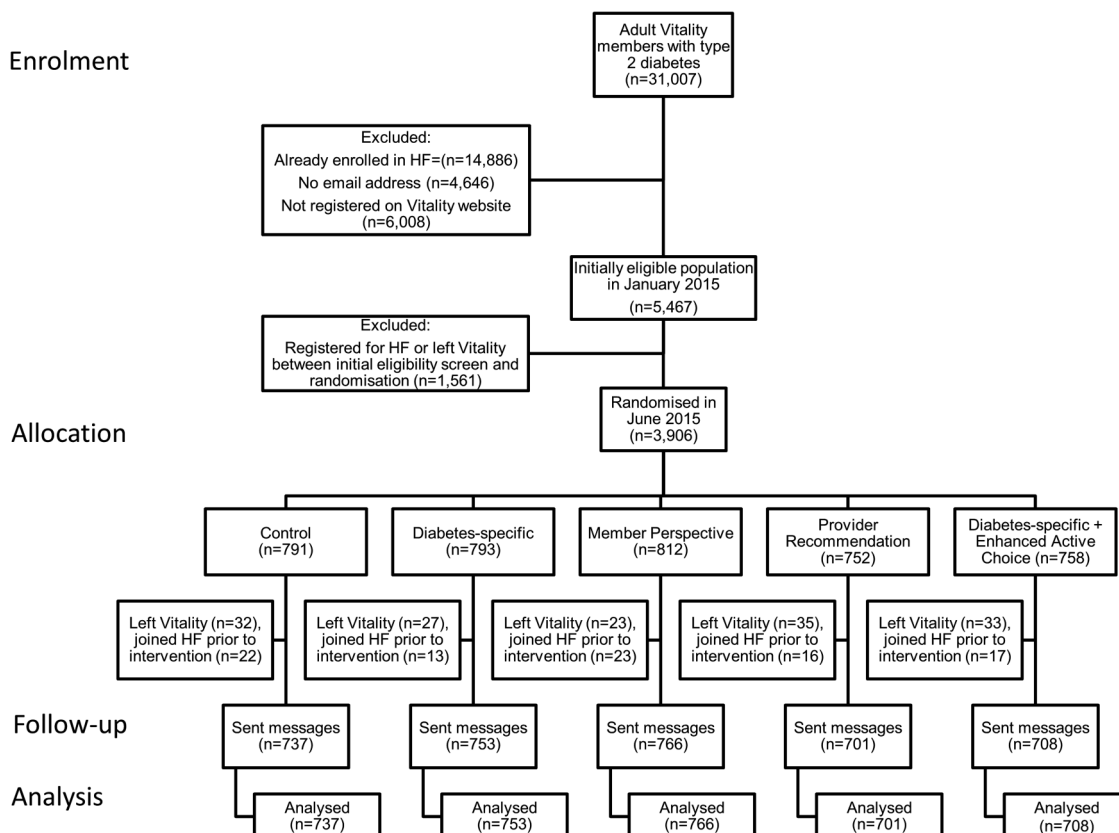 Enrolment
Adult Vitality
members with type
2 diabetes
(n=31,007)
Excluded:
Already enrolled in HF=(n=14,886)
No email address (n=4,646)
Not registered on Vitality website
(n=6,008)
Initially eligible population
in January 2015
(n=5,467)
Excluded:
Registered for HF or left Vitality
between initial eligibility screen and
randomisation (n=1,561)
Allocation
Randomised in
June 2015
(n=3,906)
Control
(n=791)
Diabetes-specific
(n=793)
Member Perspective
(n=812)
Provider
Recommendation
(n=752)
Diabetes-specific +
Enhanced Active
Choice (n=758)
Left Vitality (n=32),
joined HF prior to
intervention (n=22)
Left Vitality (n=27),
joined HF prior to
intervention (n=13)
Left Vitality (n=23),
joined HF prior to
intervention (n=23)
Left Vitality (n=35),
joined HF prior to
intervention (n=16)
Left Vitality (n=33),
joined HF prior to
intervention (n=17)
Follow-up
Sent messages
(n=737)
Sent messages
(n=753)
Sent messages
(n=766)
Sent messages
(n=701)
Sent messages
(n=708)
Analysis
Analysed
(n=737)
Analysed
(n=753)
Analysed
(n=766)
Analysed
(n=701)
Analysed
(n=708)